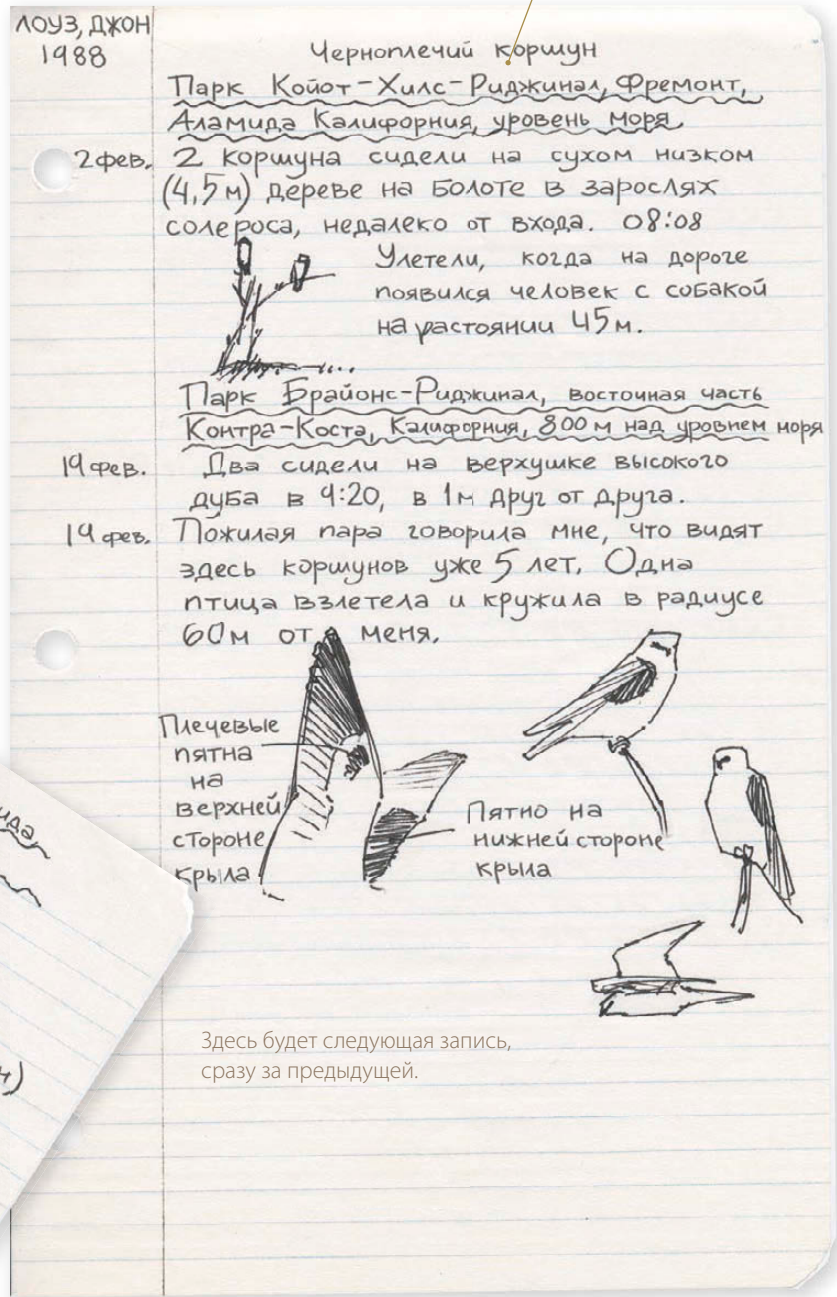 ЛОУЗ, ДЖОН
1988
Черноплечий коршун
Парк Койот-Хилс-Риджинал, Фремонт,
Аламида Калифорния, уровень моря
2 фев. 2 коршуна сидели на сухом низком
(4,5 м) дереве на болоте в зарослях
солероса, недалеко от входа. 08:08
Улетели, когда на дороге
появился человек с собакой
на растоянии 45 м.
Парк Брайонс-Риджинал, восточная часть
Контра-Коста, Калифорния, 800 м над уровнем моря
19 фев. Два сидели на верхушке высокого
дуба в 9:20, в 1м друг от друга.
19 фев. Пожилая пара говорила мне, что видят
здесь коршунов уже 5 лет. Одна
птица взлетела и кружила в радиусе
60 м от меня.
Плечевые
пятна
на
верхней
стороне
крыла
Пятно на
нижней стороне
крыла
Здесь будет следующая запись,
сразу за предыдущей.